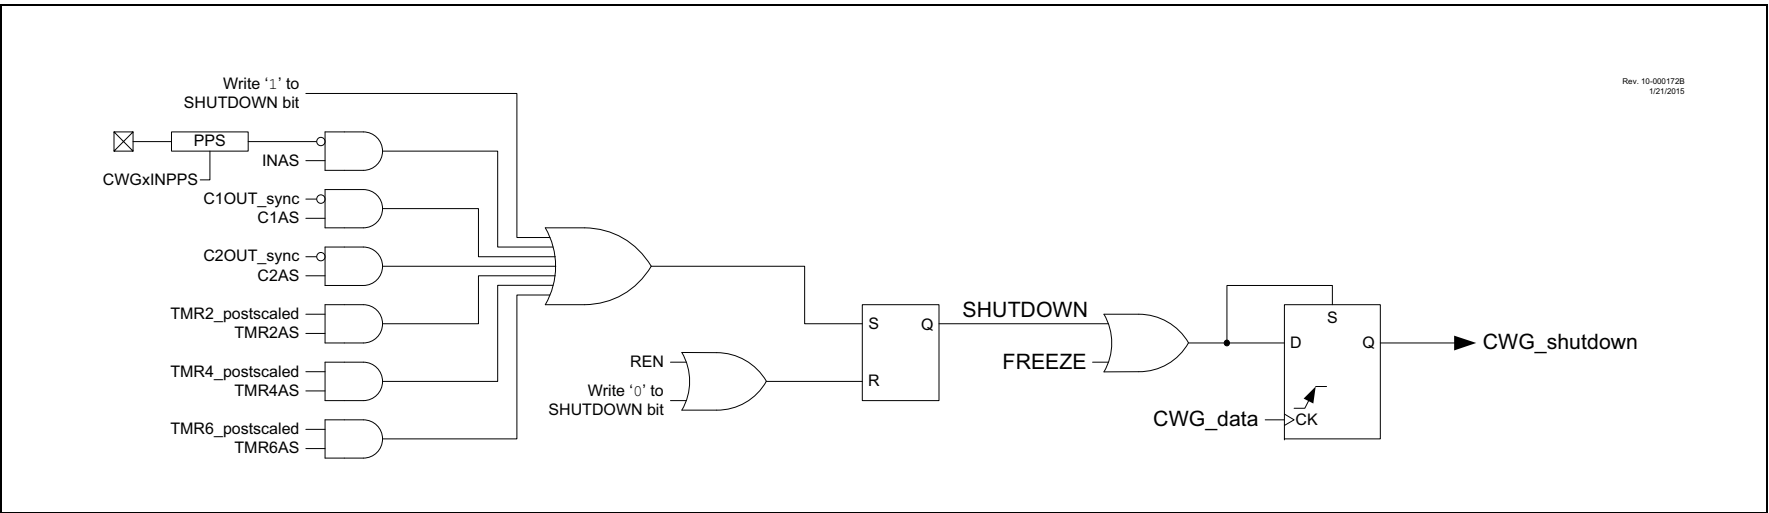 Write ‘1’ to
SHUTDOWN bit
Rev. 10-000172B
1/21/2015
PPS
INAS
CWGxINPPS
C1OUT_sync
C1AS
C2OUT_sync
C2AS
TMR2_postscaled
TMR2AS
TMR4_postscaled
TMR4AS
TMR6_postscaled
TMR6AS
REN
Write ‘0’ to
SHUTDOWN bit
S
Q
R
SHUTDOWN
FREEZE
S
D
Q
CK
CWG_data
CWG_shutdown